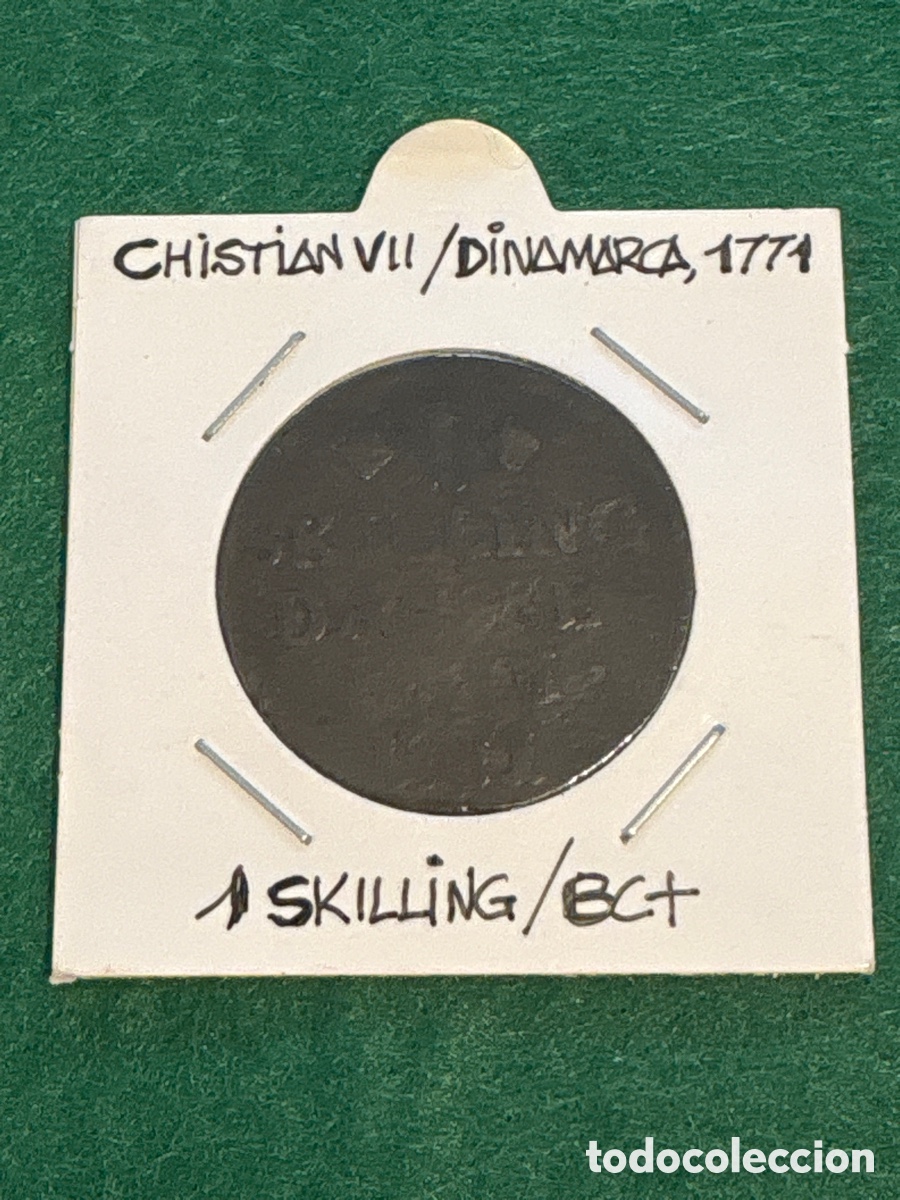 CHISTIAN VII / DINAMARCA, 1771
1 SKILLING / BC+
todocoleccion